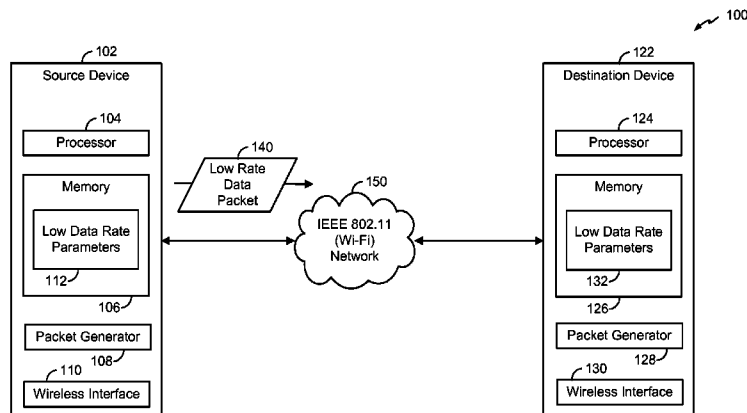 100
102
Source Device
104
Processor
Memory
Low Data Rate
Parameters
112
106
Packet Generator
108
110
Wireless Interface
140
Low Rate
Data
Packet
150
IEEE 802.11
(Wi-Fi)
Network
122
Destination Device
124
Processor
Memory
Low Data Rate
Parameters
132
126
Packet Generator
128
130
Wireless Interface